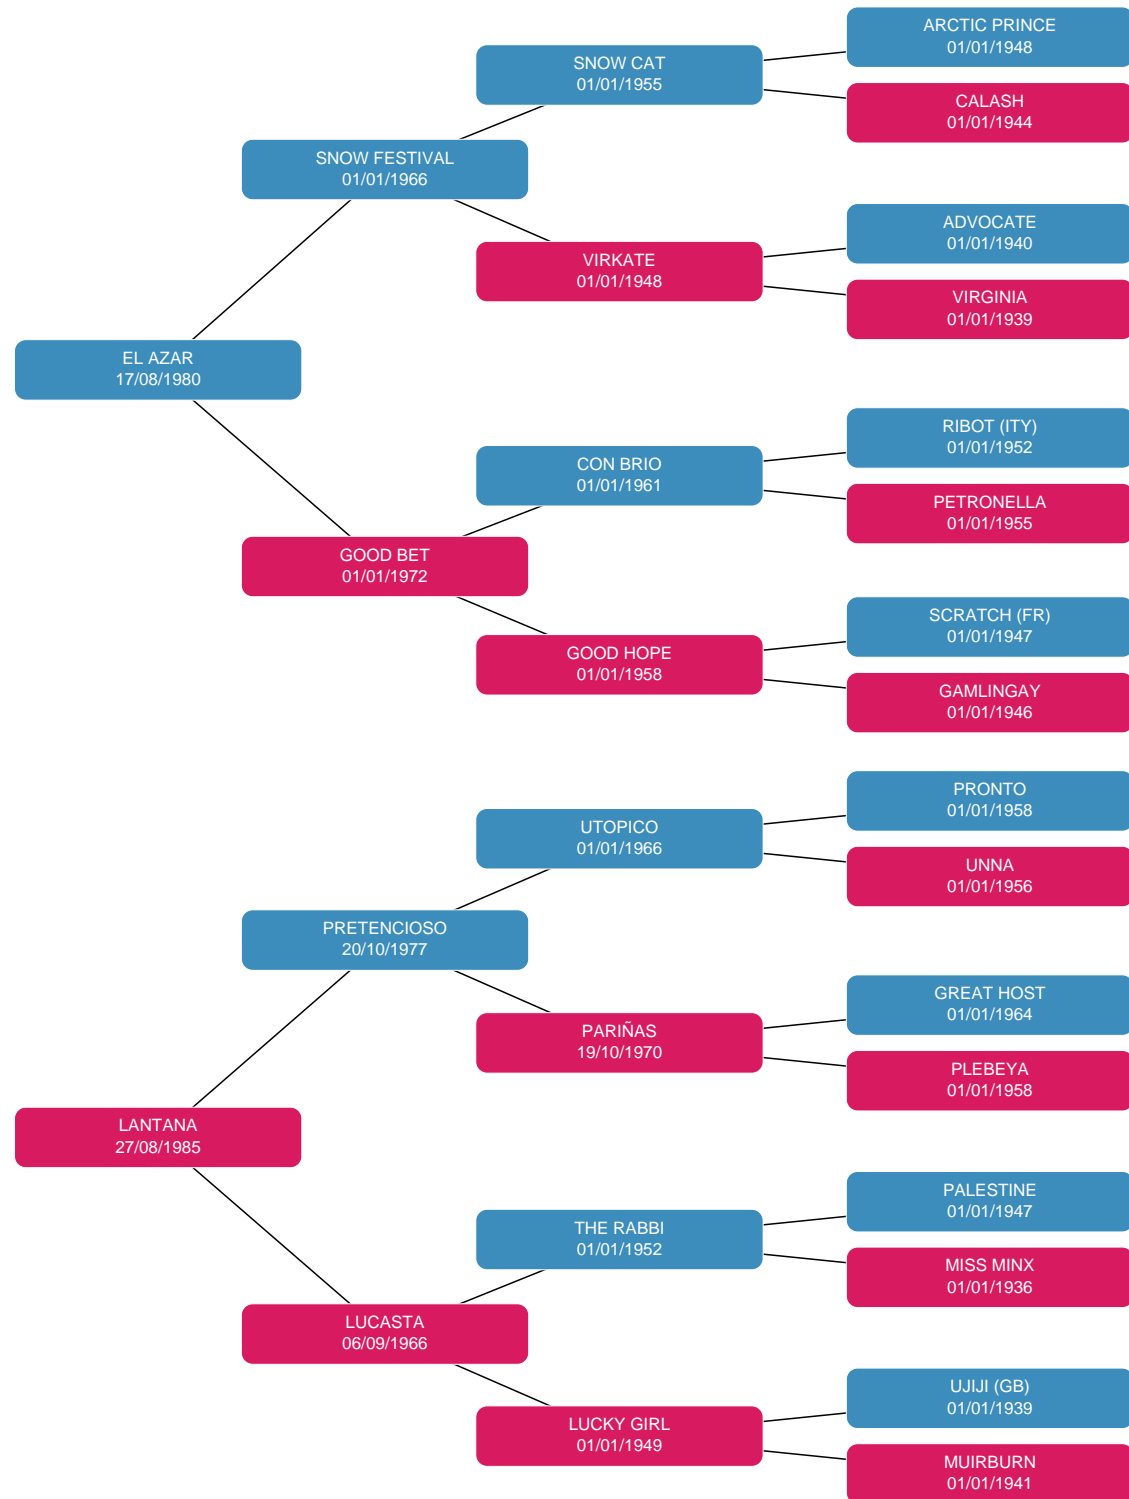 ARCTIC PRINCE
01/01/1948
SNOW CAT
01/01/1955
CALASH
01/01/1944
SNOW FESTIVAL
01/01/1966
ADVOCATE
01/01/1940
VIRKATE
01/01/1948
VIRGINIA
01/01/1939
EL AZAR
17/08/1980
RIBOT (ITY)
01/01/1952
CON BRIO
01/01/1961
PETRONELLA
01/01/1955
GOOD BET
01/01/1972
SCRATCH (FR)
01/01/1947
GOOD HOPE
01/01/1958
GAMLINGAY
01/01/1946
PRONTO
01/01/1958
UTOPICO
01/01/1966
UNNA
01/01/1956
PRETENCIOSO
20/10/1977
GREAT HOST
01/01/1964
PARIÑAS
19/10/1970
PLEBEYA
01/01/1958
LANTANA
27/08/1985
PALESTINE
01/01/1947
THE RABBI
01/01/1952
MISS MINX
01/01/1936
LUCASTA
06/09/1966
UJIJI (GB)
01/01/1939
LUCKY GIRL
01/01/1949
MUIRBURN
01/01/1941